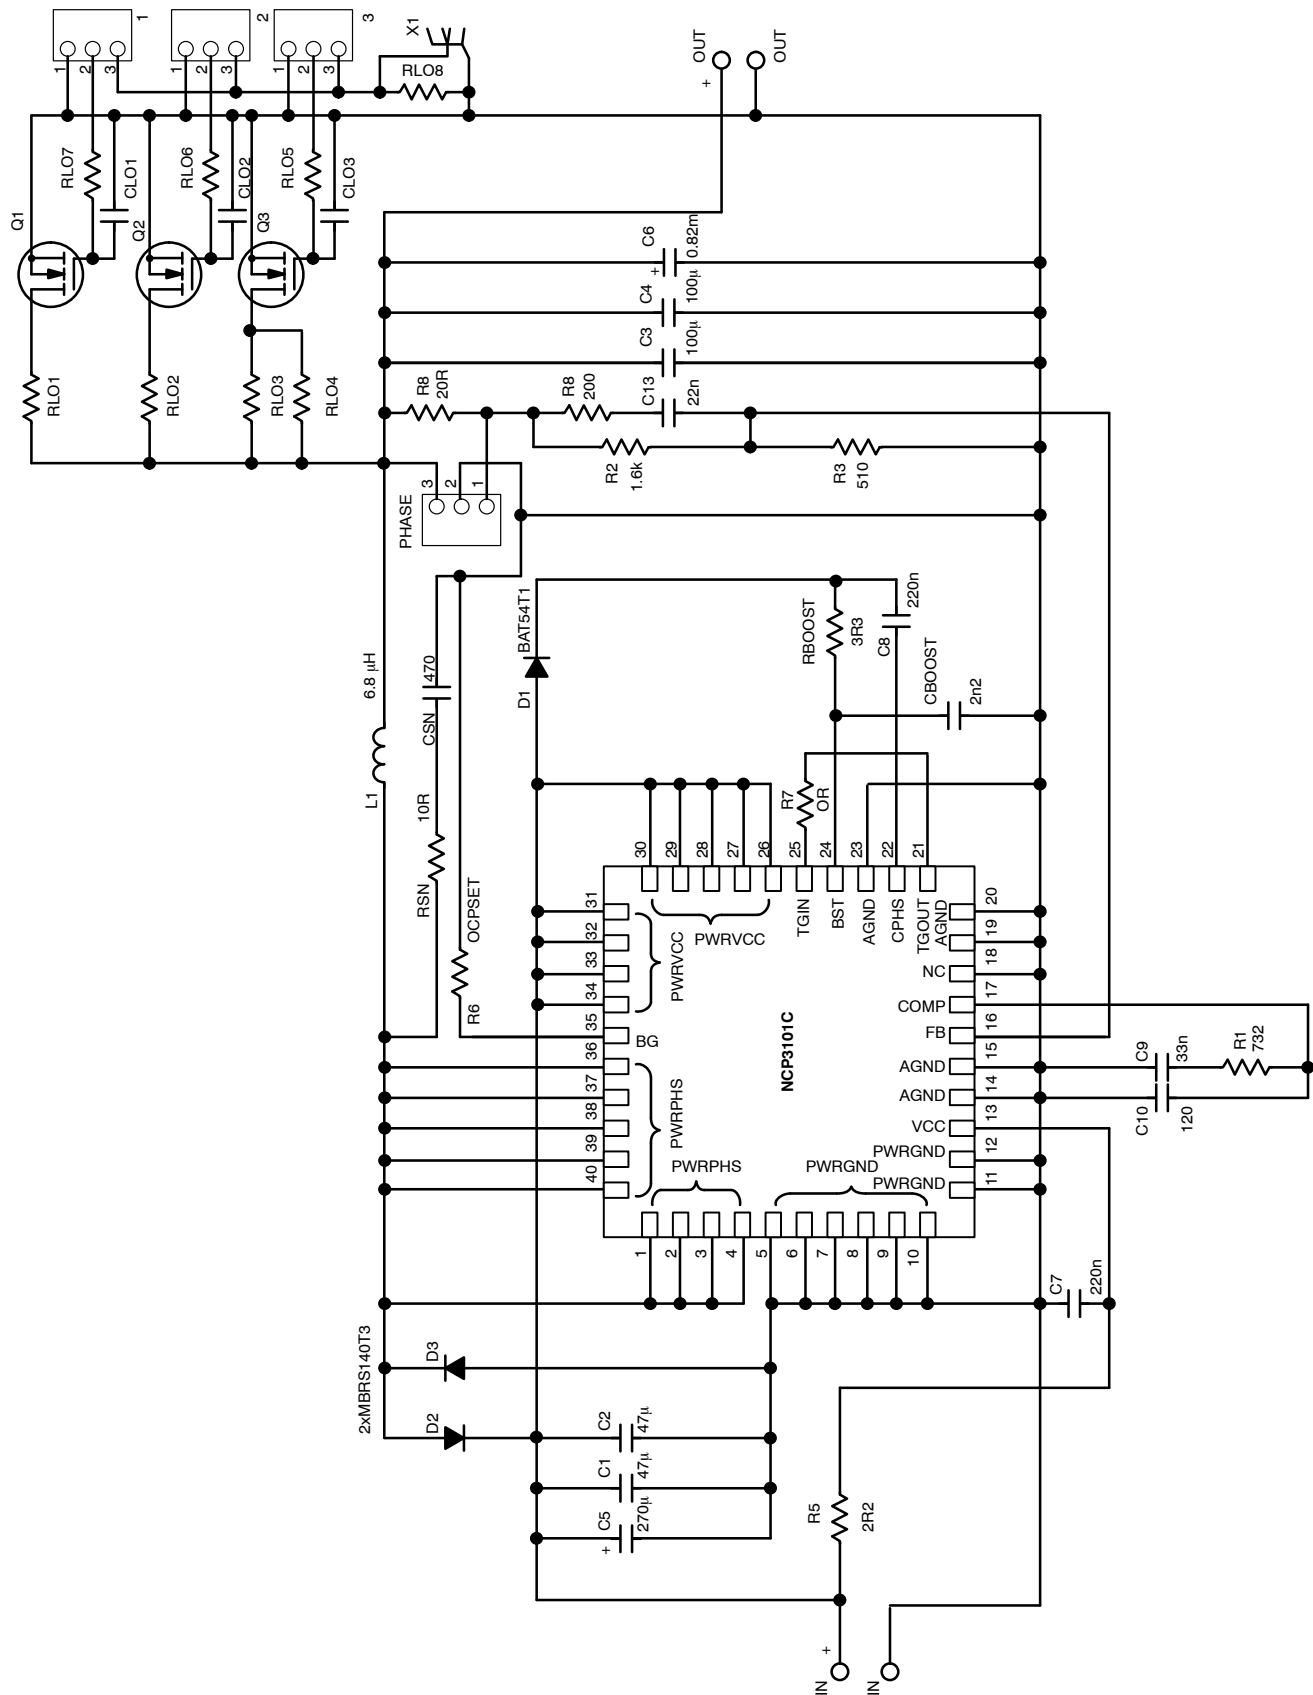 1
2
3
1
2
3
1
2
3
1
2
3
X1
RLO8
RLO7
CLO1
Q1
Q2
RLO6
CLO2
Q3
RLO5
CLO3
RLO1
RLO2
RLO3
RLO4
OUT
+
OUT
C6
+
0.82m
C4
100µ
C3
100µ
R8
20R
R8
200
C13
22n
R2
1.6k
R3
510
PHASE
3
2
1
6.8 µH
L1
470
CSN
10R
RSN
OCPSET
R6
BAT54T1
D1
RBOOST
3R3
C8
220n
CBOOST
2n2
R7
OR
30
29
28
27
26
25
24
23
22
21
PWRVCC
TGIN
BST
AGND
CPHS
TGOUT
31
32
33
34
35
36
37
38
39
40
PWRVCC
BG
PWRPHS
NCP3101C
AGND
NC
COMP
FB
AGND
AGND
VCC
PWRGND
PWRGND
20
19
18
17
16
15
14
13
12
11
PWRPHS
PWRGND
1
2
3
4
5
6
7
8
9
10
C9
33n
R1
732
C10
120
C7
220n
2xMBRS140T3
D3
D2
C2
47µ
C1
47µ
C5
+
270µ
R5
2R2
IN
+
IN